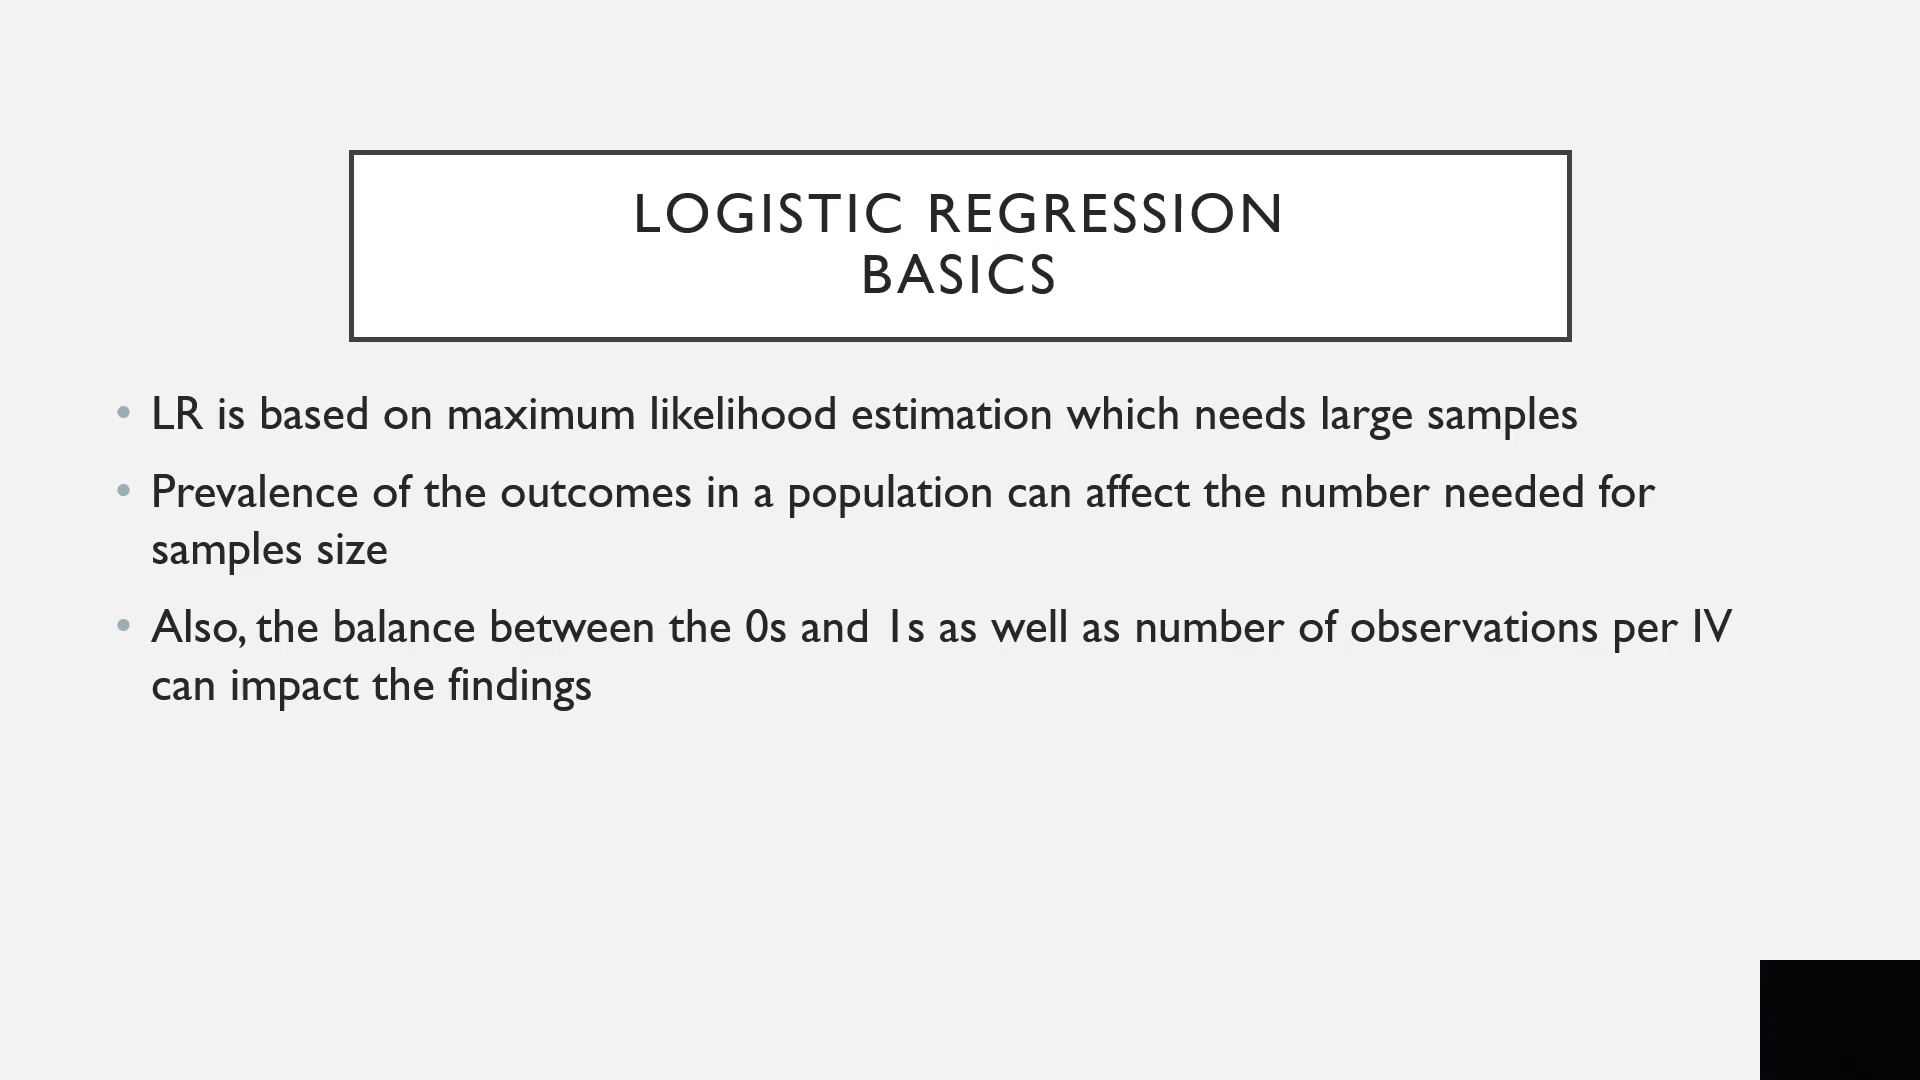 LOGISTIC REGRESSION
BASICS
• LR is based on maximum likelihood estimation which needs large samples
• Prevalence of the outcomes in a population can affect the number needed for
samples size
• Also, the balance between the 0s and 1s as well as number of observations per IV
can impact the findings